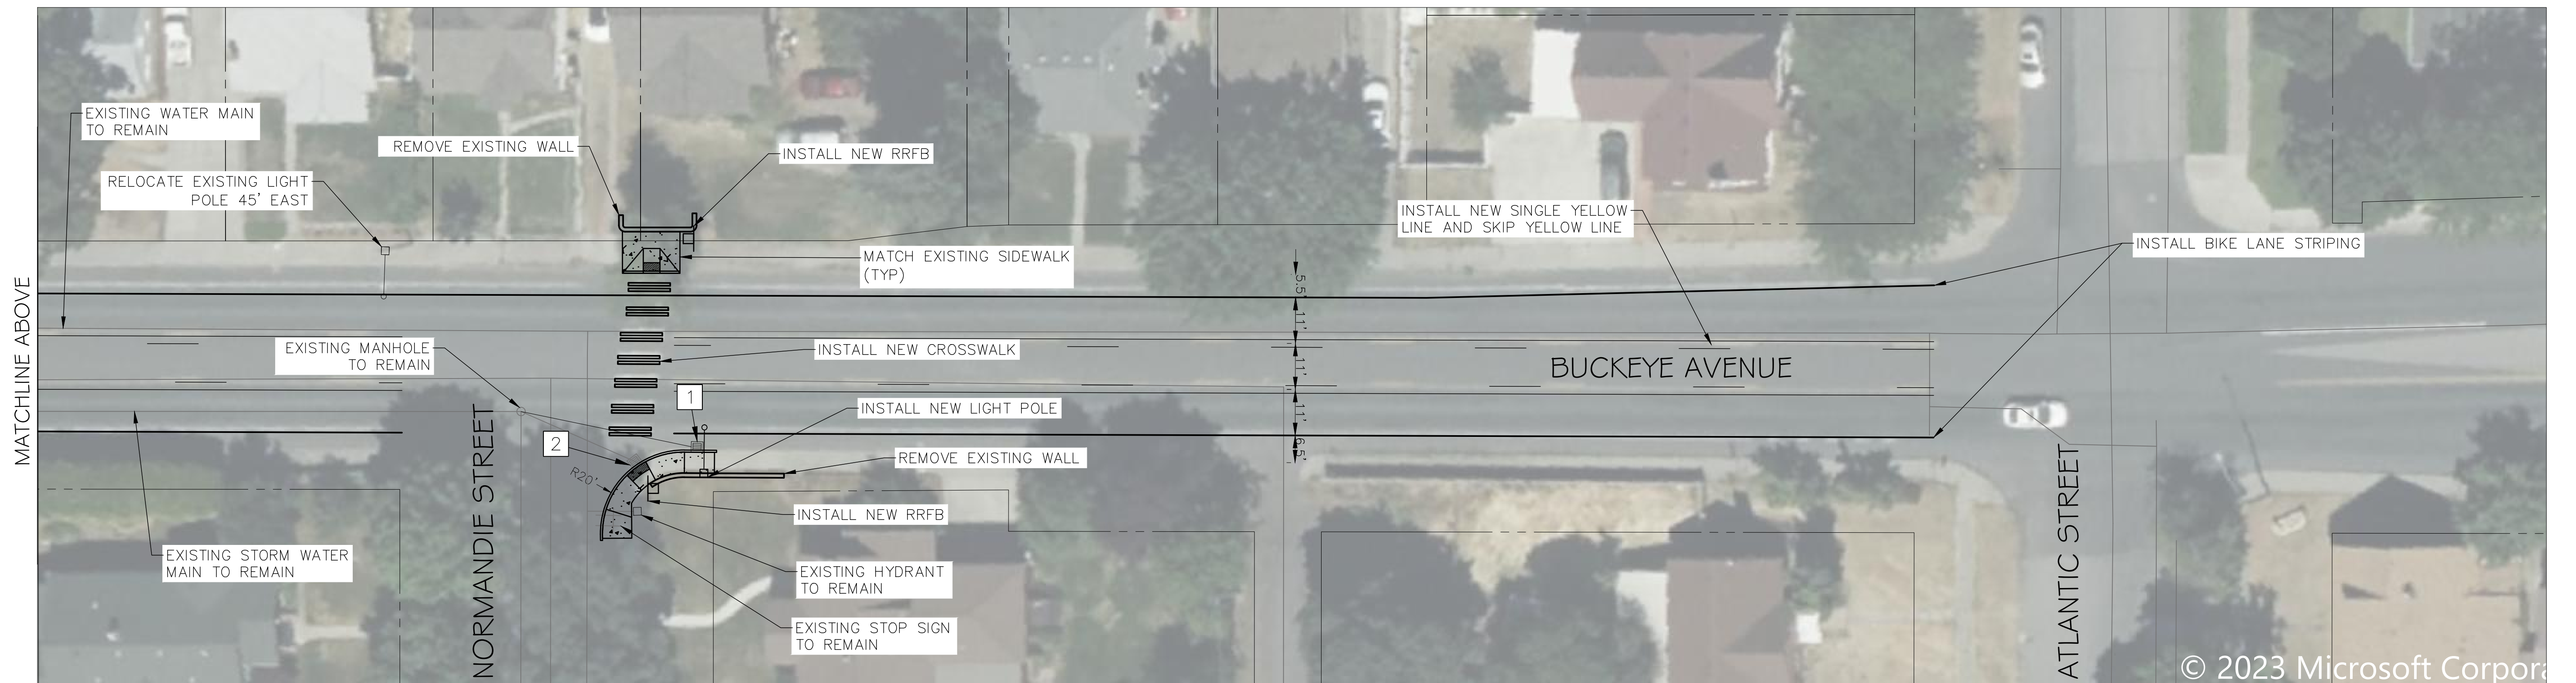 EXISTING WATER MAIN
TO REMAIN
REMOVE EXISTING WALL
INSTALL NEW RRFB
RELOCATE EXISTING LIGHT
POLE 45' EAST
MATCH EXISTING SIDEWALK
(TYP)
INSTALL NEW SINGLE YELLOW
LINE AND SKIP YELLOW LINE
INSTALL BIKE LANE STRIPING
MATCHLINE ABOVE
EXISTING MANHOLE
TO REMAIN
INSTALL NEW CROSSWALK
5.5'
11'
11'
11'
6.5'
BUCKEYE AVENUE
1
INSTALL NEW LIGHT POLE
2
REMOVE EXISTING WALL
R20'
INSTALL NEW RRFB
NORMANDIE STREET
EXISTING STORM WATER
MAIN TO REMAIN
EXISTING HYDRANT
TO REMAIN
EXISTING STOP SIGN
TO REMAIN
ATLANTIC STREET
© 2023 Microsoft Corpora